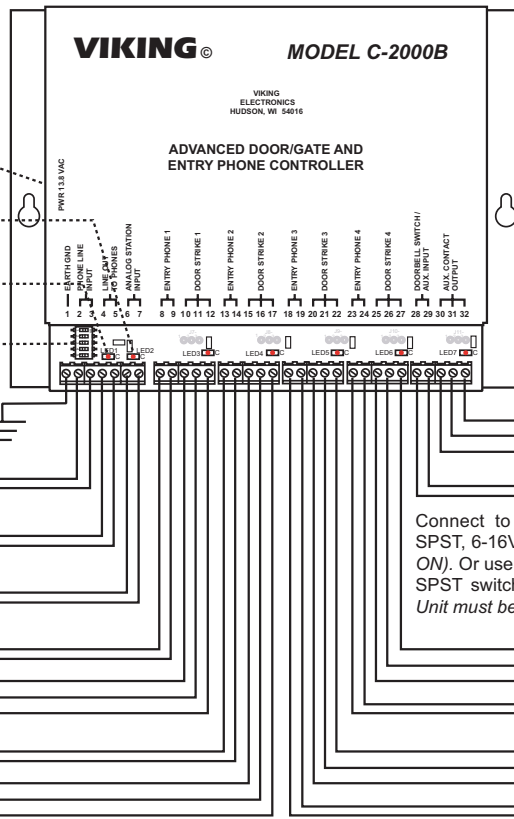 VIKING © MODEL C-2000B
VIKING
ELECTRONICS
HUDSON, WI 54016
ADVANCED DOOR/GATE AND
ENTRY PHONE CONTROLLER
PWR 13.8 VAC
EARTH GND
PHONE LINE
INPUT
LINE OUT
TO PHONES
ANALOG STATION
INPUT
ENTRY PHONE 1
DOOR STRIKE 1
ENTRY PHONE 2
DOOR STRIKE 2
ENTRY PHONE 3
DOOR STRIKE 3
ENTRY PHONE 4
DOOR STRIKE 4
DOORBELL SWITCH /
AUX. INPUT
AUX. CONTACT
OUTPUT
1 2 3 4 5 6 7 8 9 10 11 12 13 14 15 16 17 18 19 20 21 22 23 24 25 26 27 28 29 30 31 32
LED1 C LED2 C LED3 C LED4 C LED5 C LED6 C LED7 C
Connect to
SPST, 6-16V
ON). Or use
SPST switch
Unit must be